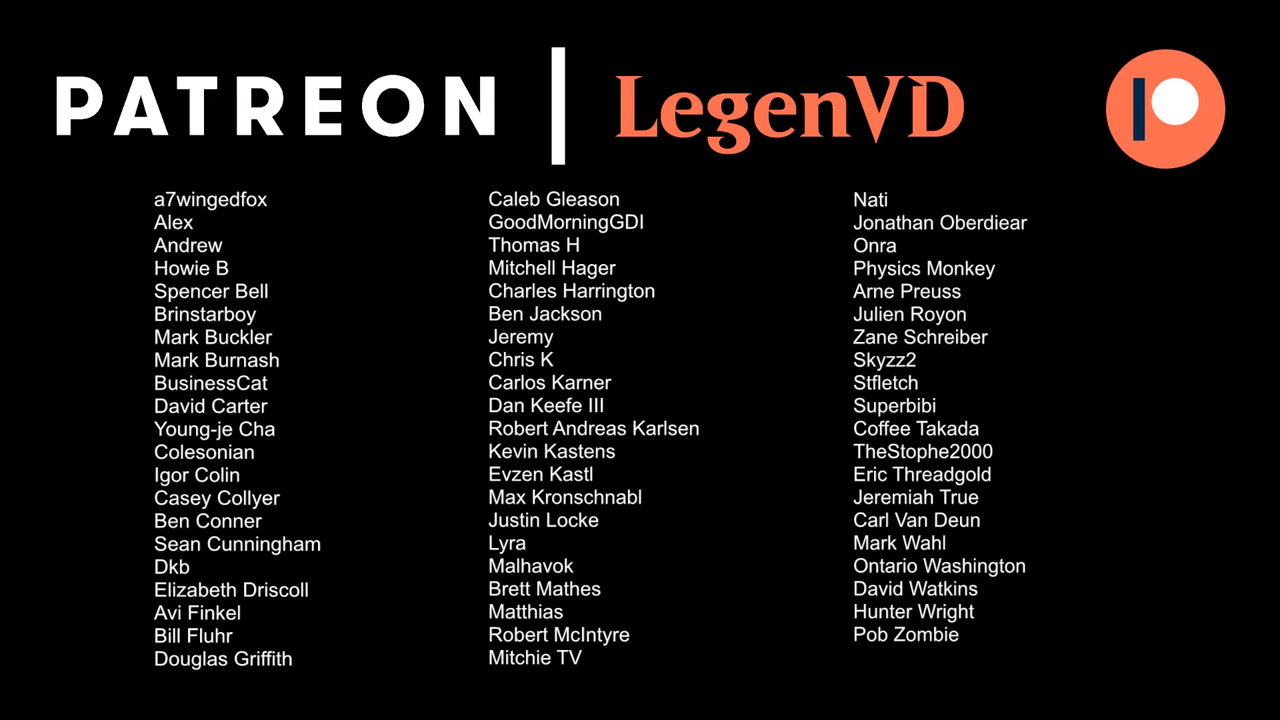 PATREON | LegenVD
a7wingedfox
Alex
Andrew
Howie B
Spencer Bell
Brinstarboy
Mark Buckler
Mark Burnash
BusinessCat
David Carter
Young-je Cha
Colesonian
Igor Colin
Casey Collyer
Ben Conner
Sean Cunningham
Dkb
Elizabeth Driscoll
Avi Finkel
Bill Fluhr
Douglas Griffith
Caleb Gleason
GoodMorningGDI
Thomas H
Mitchell Hager
Charles Harrington
Ben Jackson
Jeremy
Chris K
Carlos Karner
Dan Keefe III
Robert Andreas Karlsen
Kevin Kastens
Evzen Kastl
Max Kronschnabl
Justin Locke
Lyra
Malhavok
Brett Mathes
Matthias
Robert McIntyre
Mitchie TV
Nati
Jonathan Oberdiear
Onra
Physics Monkey
Arne Preuss
Julien Royon
Zane Schreiber
Skyzz2
Stfletch
Superbibi
Coffee Takada
TheStophe2000
Eric Threadgold
Jeremiah True
Carl Van Deun
Mark Wahl
Ontario Washington
David Watkins
Hunter Wright
Pob Zombie